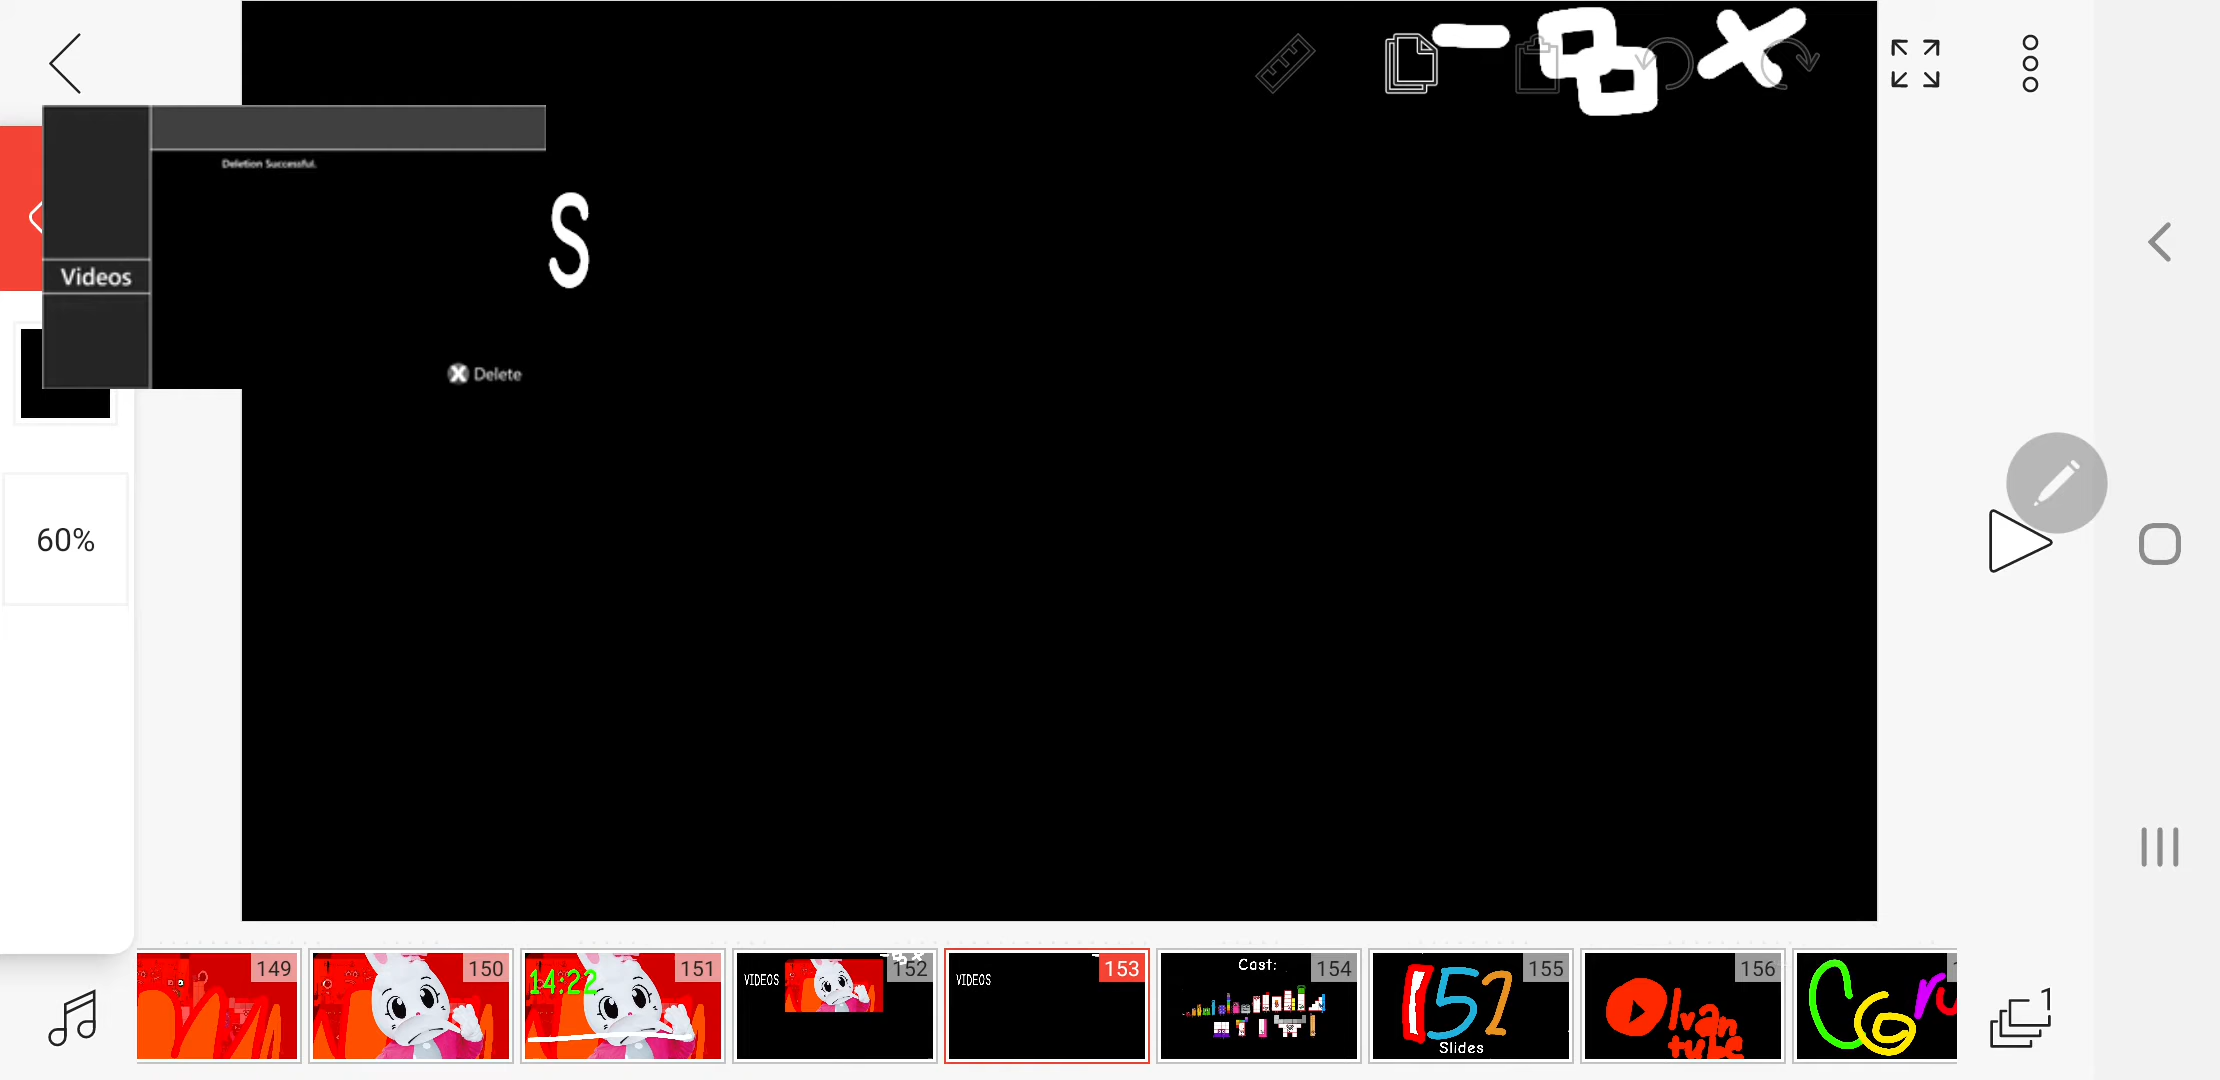 Deletion Successful.
S
Videos
Delete
60%
149
150
14:22
151
VIDEOS
152
VIDEOS
153
Cast:
154
152
Slides
155
Ivan
tube
156
1